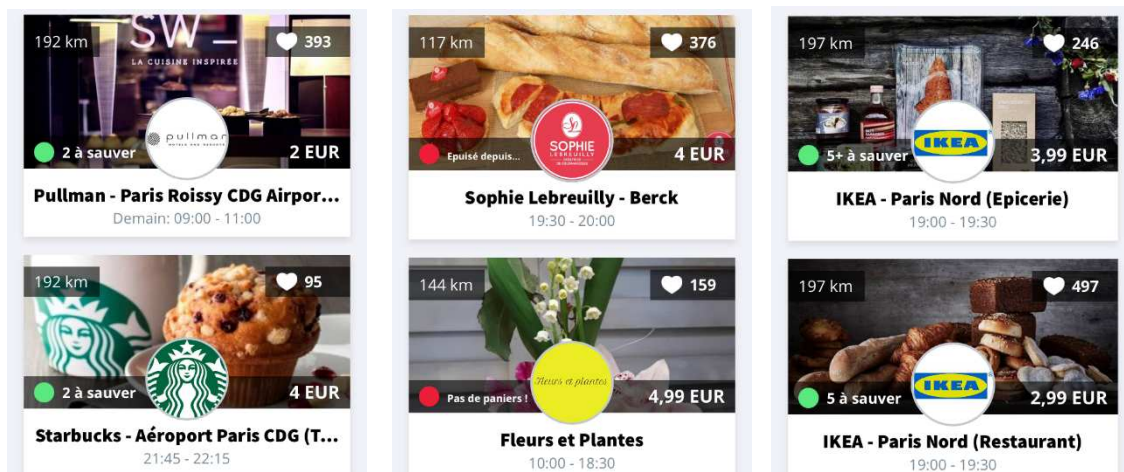 192 km
393
SW_
LA CUISINE INSPIRÉE
pullman
2 à sauver
2 EUR
Pullman - Paris Roissy CDG Airpor...
Demain: 09:00 - 11:00
192 km
95
2 à sauver
4 EUR
Starbucks - Aéroport Paris CDG (T...
21:45 - 22:15
117 km
376
SOPHIE
LEBREUILLY
Epuisé depuis...
4 EUR
Sophie Lebreuilly - Berck
19:30 - 20:00
144 km
159
Fleurs et plantes
Pas de paniers !
4,99 EUR
Fleurs et Plantes
10:00 - 18:30
197 km
246
IKEA
5+ à sauver
3,99 EUR
IKEA - Paris Nord (Epicerie)
19:00 - 19:30
197 km
497
IKEA
5 à sauver
2,99 EUR
IKEA - Paris Nord (Restaurant)
19:00 - 19:30